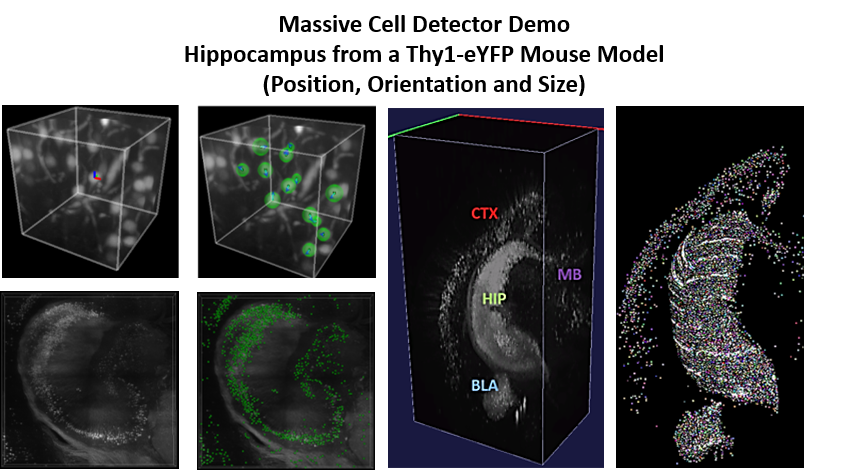 Massive Cell Detector Demo
Hippocampus from a Thy1-eYFP Mouse Model
(Position, Orientation and Size)
CTX
MB
HIP
BLA